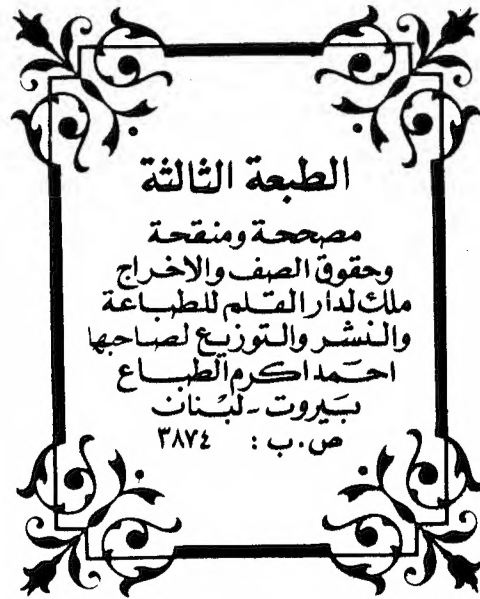 الطبعة الثالثة
مصححة ومنقحة
وحقوق الصف والاخراج
ملك لدار القلم للطباعة
والنشر والتوزيع لصاحبها
احمد اكرم الطباع
بيروت - لبنان
ص.ب : ٣٨٧٤